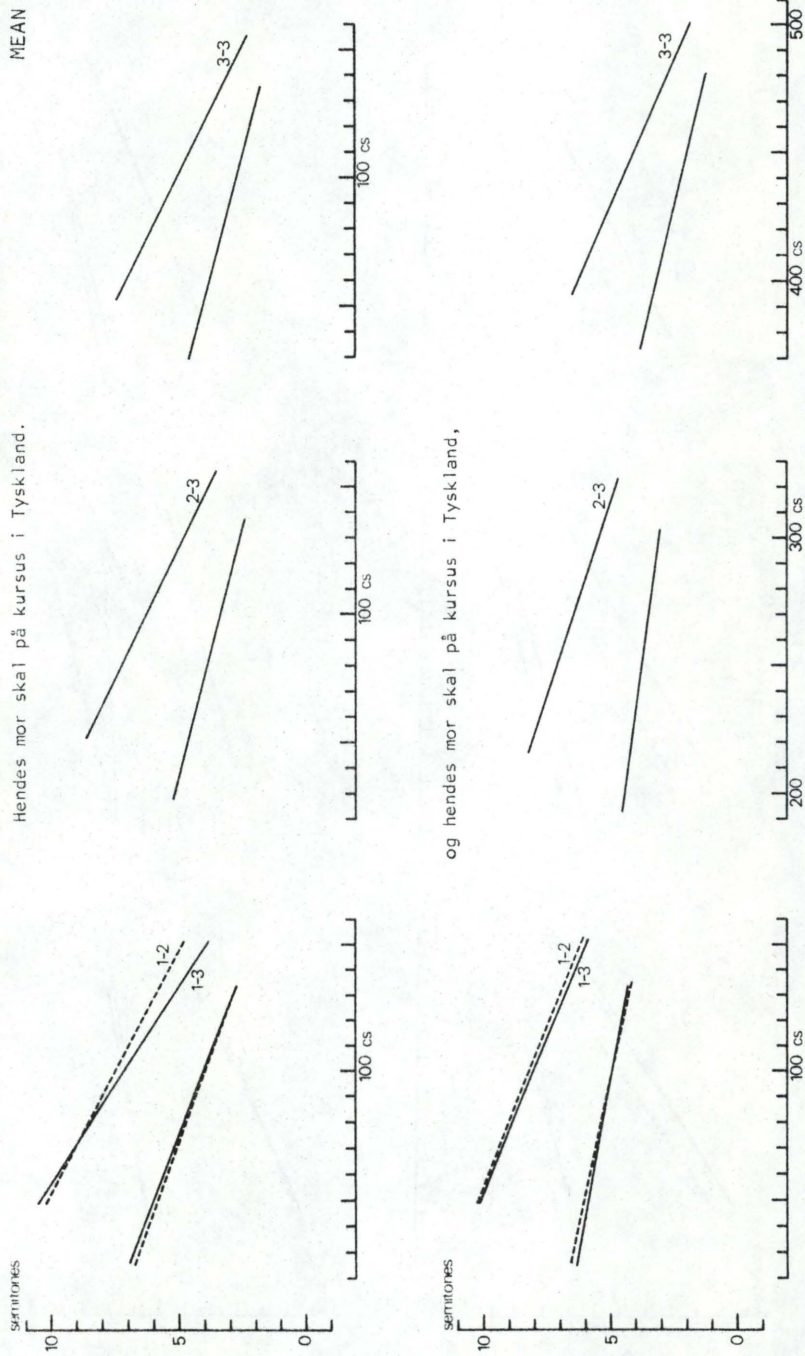 MEAN
Hendes mor skal på kursus i Tyskland.
semitones
10
5
0
1-2
1-3
100 cs
2-3
100 cs
3-3
100 cs
og hendes mor skal på kursus i Tyskland,
semitones
10
5
0
1-2
1-3
100 cs
2-3
200
300 cs
3-3
400 cs
500